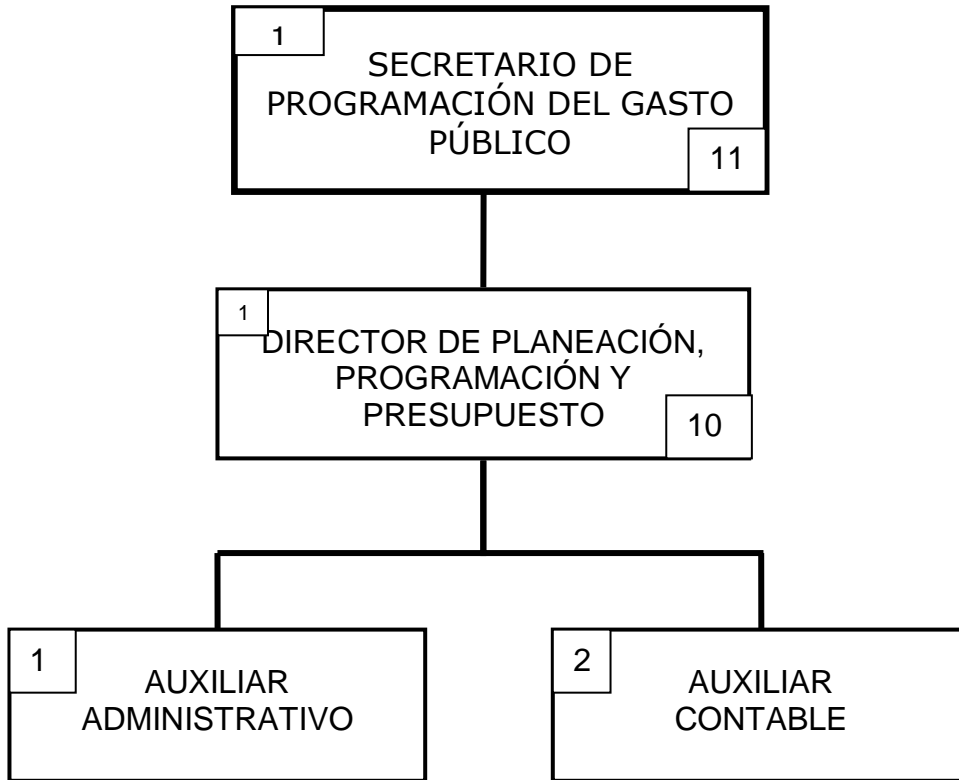 1
SECRETARIO DE
PROGRAMACIÓN DEL GASTO
PÚBLICO
11
1
DIRECTOR DE PLANEACIÓN,
PROGRAMACIÓN Y
PRESUPUESTO
10
1
AUXILIAR
ADMINISTRATIVO
2
AUXILIAR
CONTABLE